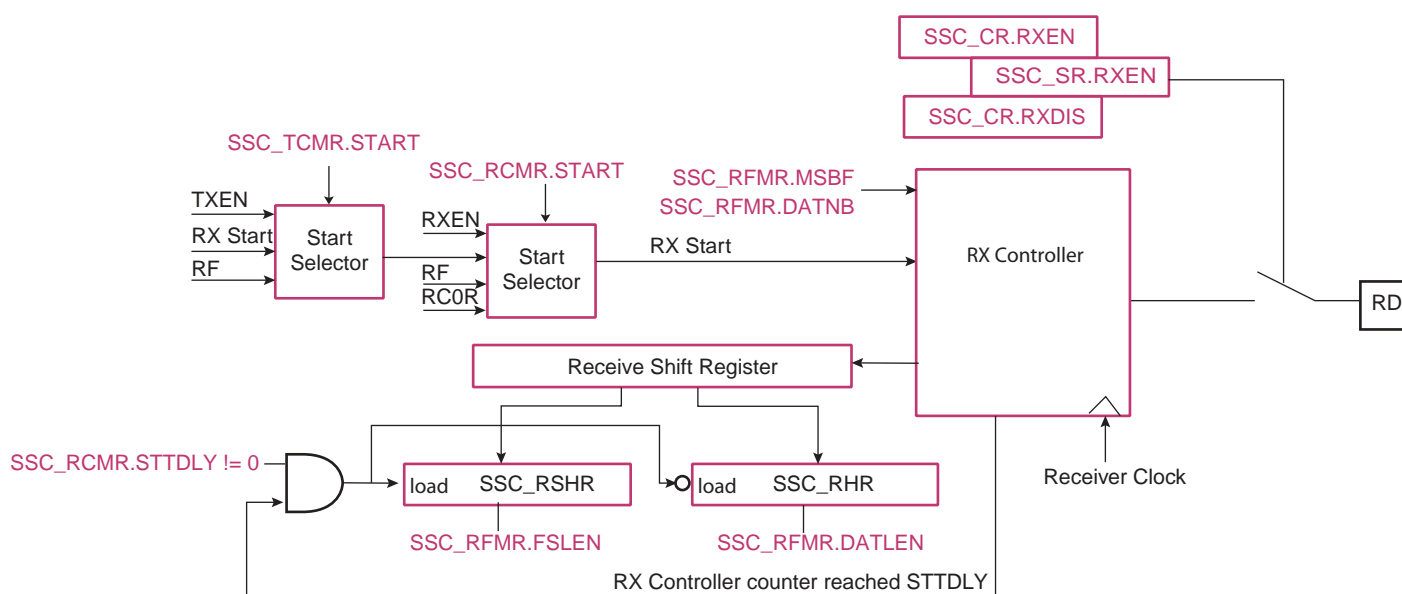 SSC_CR.RXEN
SSC_SR.RXEN
SSC_CR.RXDIS
SSC_TCMR.START
SSC_RCMR.START
SSC_RFMR.MSBF
SSC_RFMR.DATNB
TXEN
RX Start
RF
Start
Selector
RXEN
RF
RC0R
Start
Selector
RX Start
RX Controller
RD
Receive Shift Register
SSC_RCMR.STTDLY != 0
load
SSC_RSHR
load
SSC_RHR
Receiver Clock
SSC_RFMR.FSLEN
SSC_RFMR.DATLEN
RX Controller counter reached STTDLY